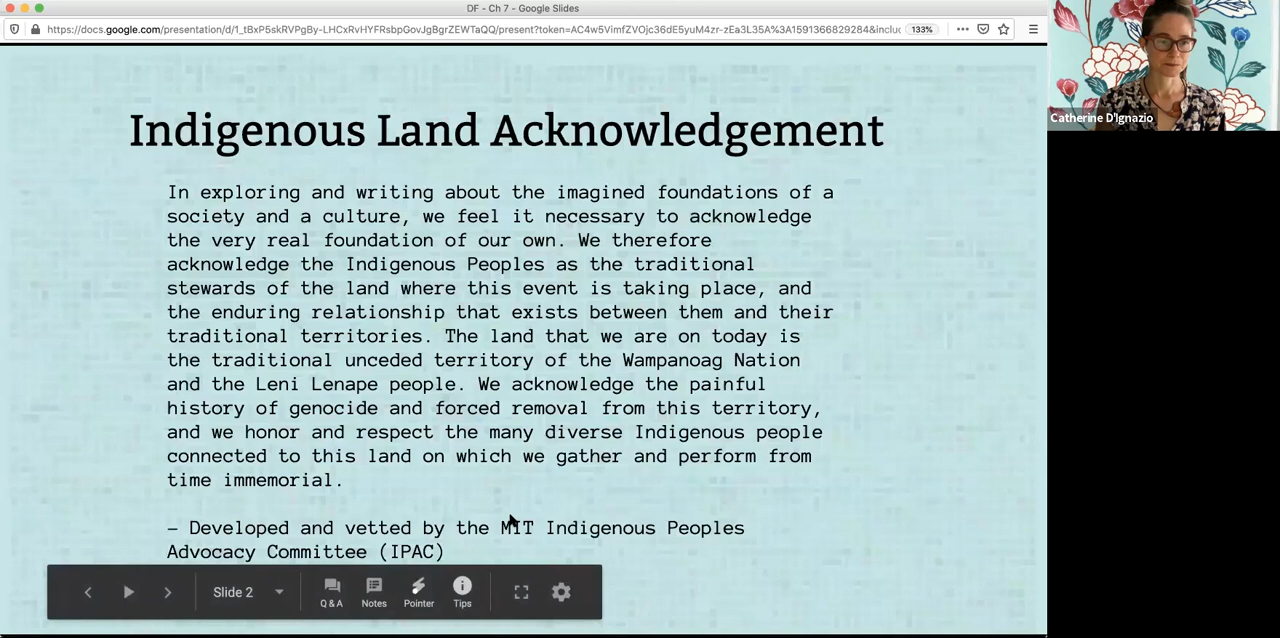 DF - Ch 7 - Google Slides
https://docs.google.com/presentation/d/1_tBxP5skRVPgBy-LHCxRvHYFRsbpGovJgBgrZEWTaQQ/present?token=AC4w5VimfZVOjc36dE5yuM4zr-zEa3L35A%3A1591366829284&inclu
133%
Catherine D'Ignazio
Indigenous Land Acknowledgement
In exploring and writing about the imagined foundations of a
society and a culture, we feel it necessary to acknowledge
the very real foundation of our own. We therefore
acknowledge the Indigenous Peoples as the traditional
stewards of the land where this event is taking place, and
the enduring relationship that exists between them and their
traditional territories. The land that we are on today is
the traditional unceded territory of the Wampanoag Nation
and the Leni Lenape people. We acknowledge the painful
history of genocide and forced removal from this territory,
and we honor and respect the many diverse Indigenous people
connected to this land on which we gather and perform from
time immemorial.
– Developed and vetted by the MIT Indigenous Peoples
Advocacy Committee (IPAC)
Slide 2
Q & A
Notes
Pointer
Tips